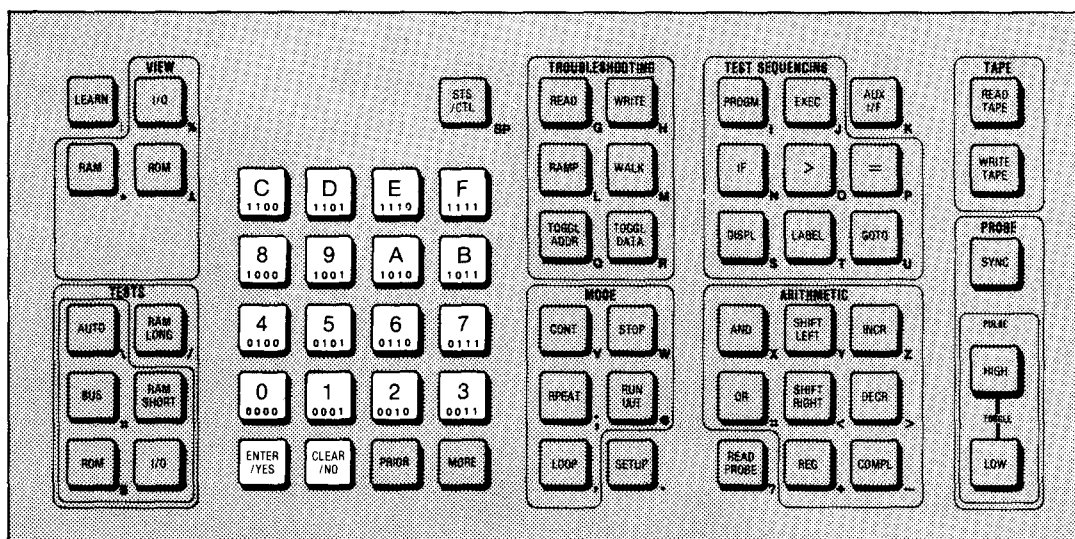 VIEW
LEARN
I/O
%
RAM
ROM
TESTS
AUTO
\
RAM
LONG
/
BUS
RAM
SHORT
ROM
I/O
STS
/CTL
SP
C
1100
D
1101
E
1110
F
1111
8
1000
9
1001
A
1010
B
1011
4
0100
5
0101
6
0110
7
0111
0
0000
1
0001
2
0010
3
0011
ENTER
/YES
CLEAR
/NO
PRIOR
MORE
TROUBLESHOOTING
READ
G
WRITE
H
RAMP
L
WALK
M
TOGGL
ADDR
Q
TOGGL
DATA
R
MODE
CONT
V
STOP
W
RPEAT
;
RUN
UUT
@
LOOP
,
SETUP
TEST SEQUENCING
PROGM
I
EXEC
J
AUX
I/F
K
IF
N
>
O
=
P
DISPL
S
LABEL
T
GOTO
U
ARITHMETIC
AND
X
SHIFT
LEFT
Y
INCR
Z
OR
SHIFT
RIGHT
<
DECR
>
READ
PROBE
?
REG
+
COMPL
—
TAPE
READ
TAPE
WRITE
TAPE
PROBE
SYNC
PULSE
HIGH
TOGGLE
LOW